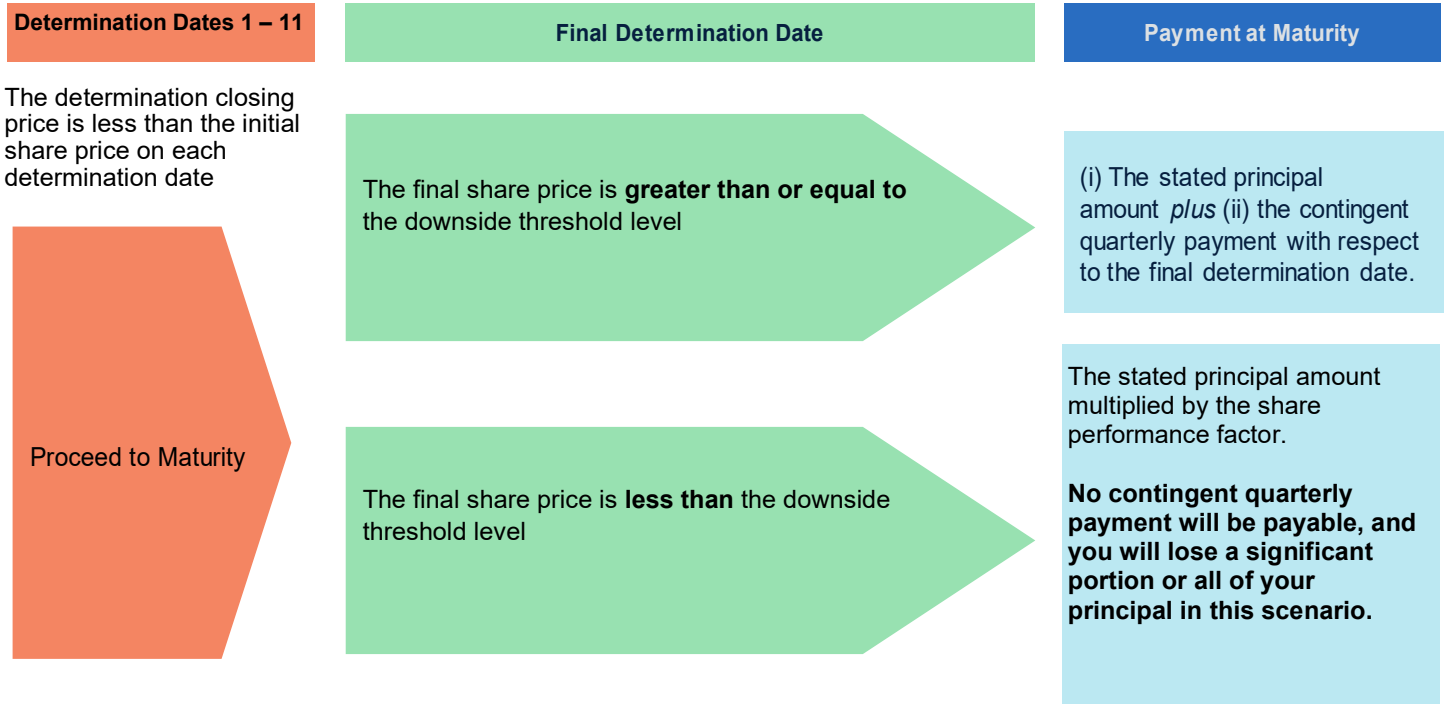 Determination Dates 1 – 11
Final Determination Date
Payment at Maturity
The determination closing
price is less than the initial
share price on each
determination date
Proceed to Maturity
The final share price is greater than or equal to
the downside threshold level
(i) The stated principal
amount plus (ii) the contingent
quarterly payment with respect
to the final determination date.
The final share price is less than the downside
threshold level
The stated principal amount
multiplied by the share
performance factor.
No contingent quarterly
payment will be payable, and
you will lose a significant
portion or all of your
principal in this scenario.